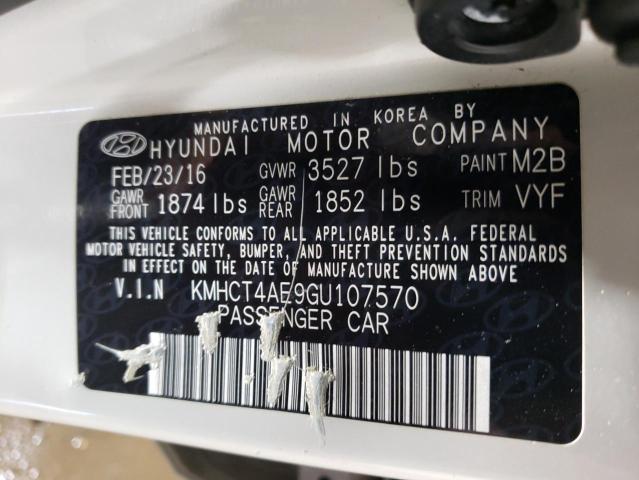 MANUFACTURED IN KOREA BY
HYUNDAI MOTOR COMPANY
FEB/23/16 GVWR 3527 lbs PAINT M2B
GAWR FRONT 1874 lbs GAWR REAR 1852 lbs TRIM VYF
THIS VEHICLE CONFORMS TO ALL APPLICABLE U.S.A. FEDERAL
MOTOR VEHICLE SAFETY, BUMPER, AND THEFT PREVENTION STANDARDS
IN EFFECT ON THE DATE OF MANUFACTURE SHOWN ABOVE
V.I.N KMHCT4AE9GU107570
PASSENGER CAR